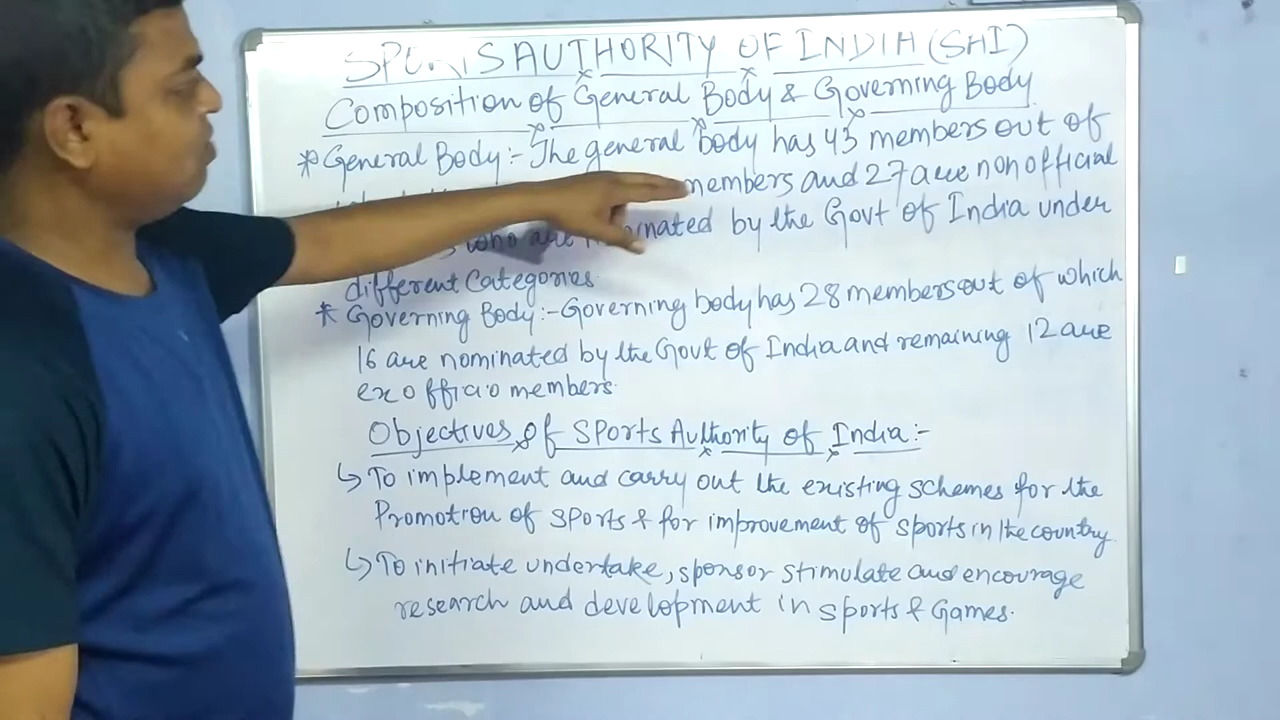 AUTHORITY OF INDIA (SAI)
Composition of General Body & Governing Body
* General Body :- The general body has 43 members out of
members and 27 are non official
who are nominated by the Govt of India under
different Categories.
* Governing Body :- Governing body has 28 members out of which
16 are nominated by the Govt of India and remaining 12 are
ex officio members.
Objectives of Sports Authority of India :-
↳ To implement and carry out the existing schemes for the
Promotion of sports & for improvement of sports in the country.
↳ To initiate undertake, sponsor stimulate and encourage
research and development in sports & Games.